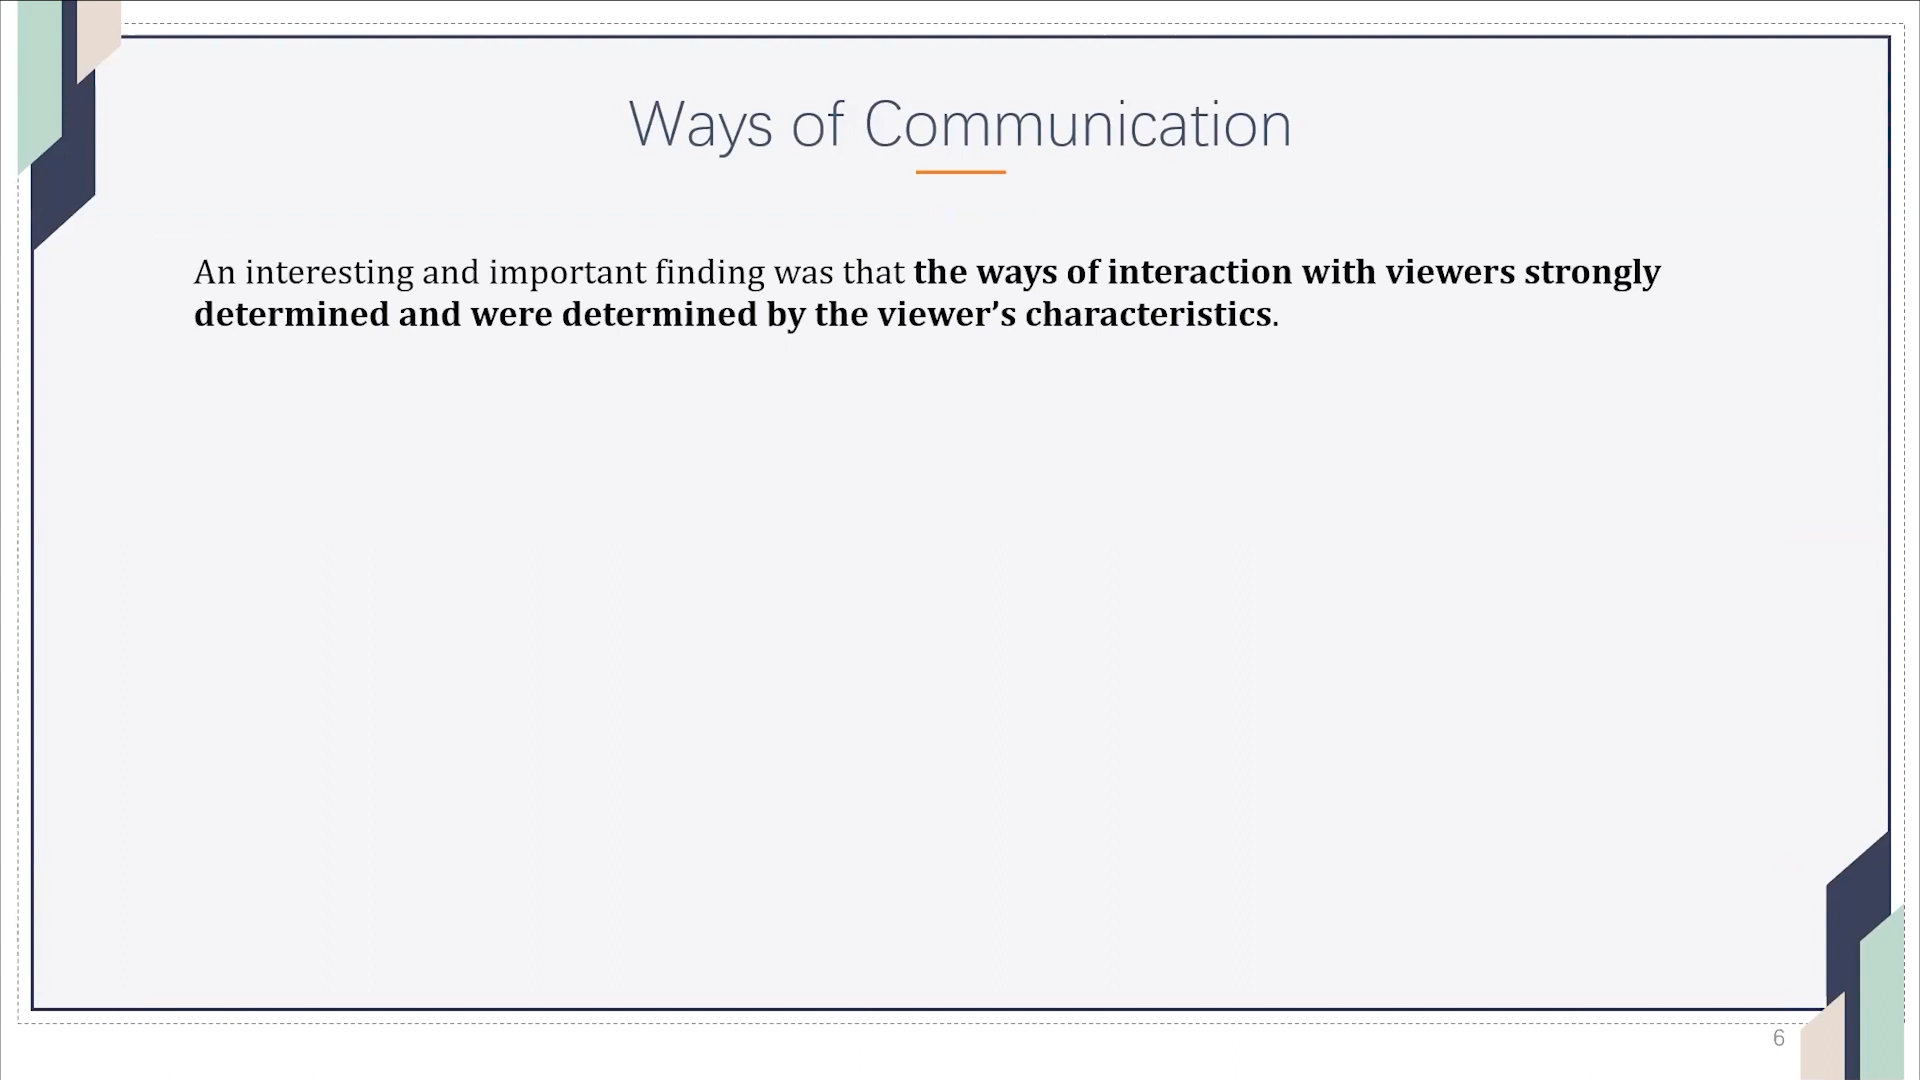 Ways of Communication
An interesting and important finding was that the ways of interaction with viewers strongly
determined and were determined by the viewer’s characteristics.
6